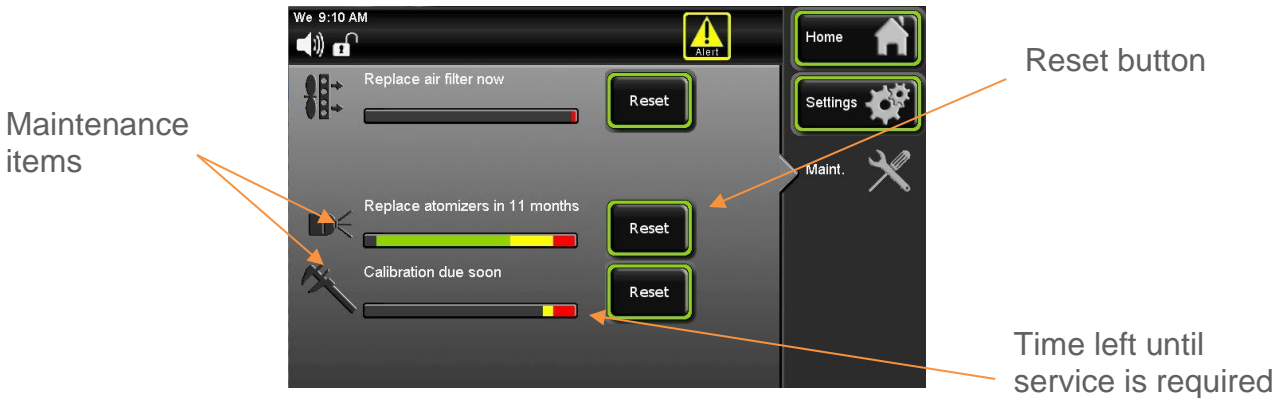 We 9:10 AM
Alert
Home
Settings
Maint.
Replace air filter now
Reset
Replace atomizers in 11 months
Reset
Calibration due soon
Reset
Maintenance
items
Reset button
Time left until
service is required